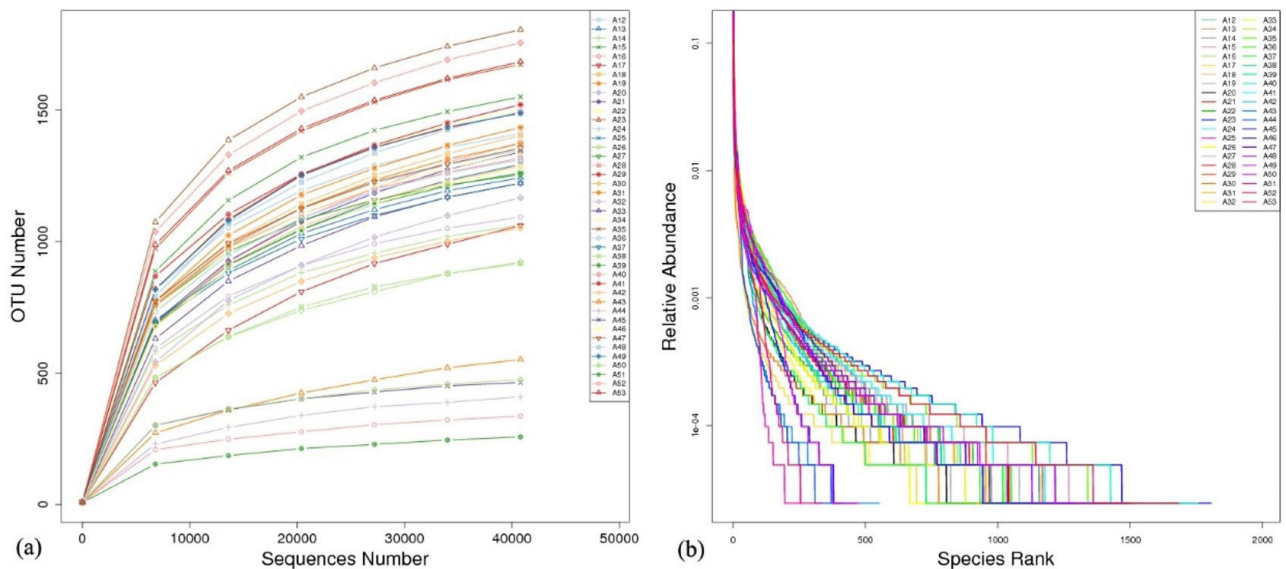 OTU Number
1500
1000
500
0
0 10000 20000 30000 40000 50000
(a) Sequences Number
A12
A13
A14
A15
A16
A17
A18
A19
A20
A21
A22
A23
A24
A25
A26
A27
A28
A29
A30
A31
A32
A33
A34
A35
A36
A37
A38
A39
A40
A41
A42
A43
A44
A45
A46
A47
A48
A49
A50
A51
A52
A53
Relative Abundance
0.1
0.01
0.001
1e-04
0 500 1000 1500 2000
(b) Species Rank
A12 A33
A13 A34
A14 A35
A15 A36
A16 A37
A17 A38
A18 A39
A19 A40
A20 A41
A21 A42
A22 A43
A23 A44
A24 A45
A25 A46
A26 A47
A27 A48
A28 A49
A29 A50
A30 A51
A31 A52
A32 A53